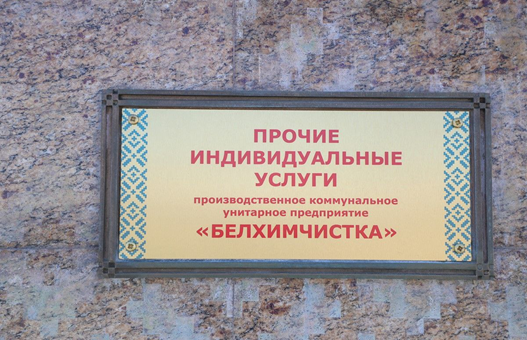 ПРОЧИЕ
ИНДИВИДУАЛЬНЫЕ
УСЛУГИ
производственное коммунальное
унитарное предприятие
«БЕЛХИМЧИСТКА»